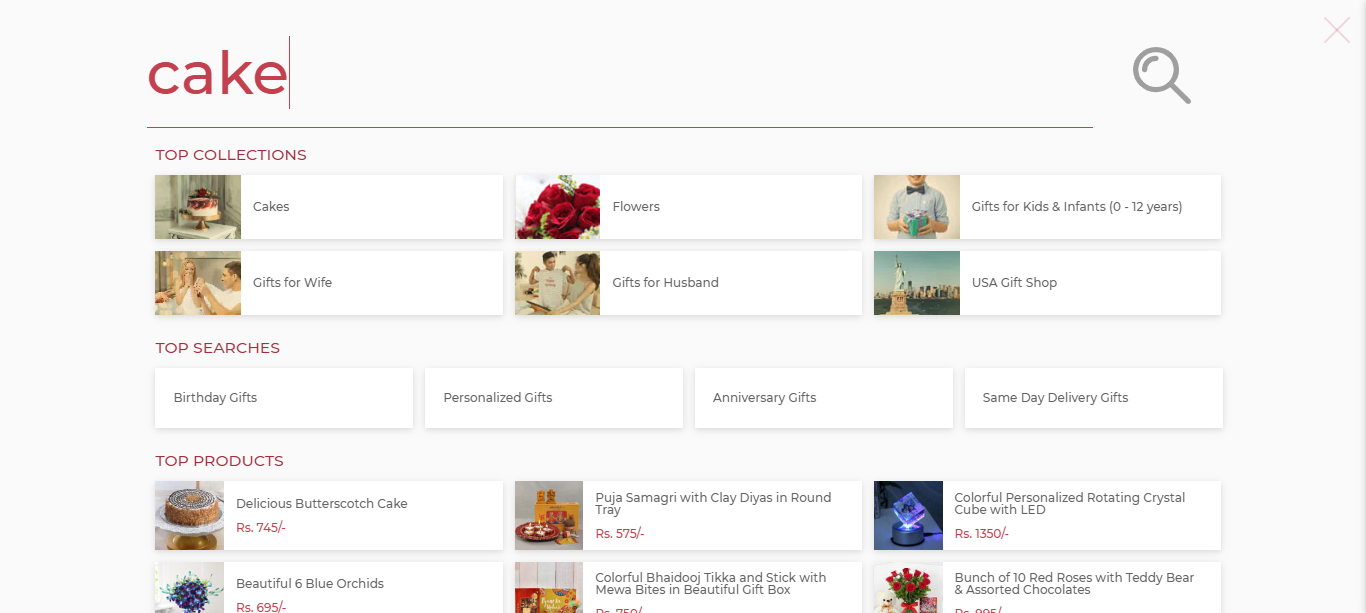 cake
TOP COLLECTIONS
Cakes
Flowers
Gifts for Kids & Infants (0 - 12 years)
Gifts for Wife
Gifts for Husband
USA Gift Shop
TOP SEARCHES
Birthday Gifts
Personalized Gifts
Anniversary Gifts
Same Day Delivery Gifts
TOP PRODUCTS
Delicious Butterscotch Cake
Rs. 745/-
Puja Samagri with Clay Diyas in Round
Tray
Rs. 575/-
Colorful Personalized Rotating Crystal
Cube with LED
Rs. 1350/-
Beautiful 6 Blue Orchids
Rs. 695/-
Colorful Bhaidooj Tikka and Stick with
Mewa Bites in Beautiful Gift Box
Rs. 750/-
Bunch of 10 Red Roses with Teddy Bear
& Assorted Chocolates
Rs. 995/-